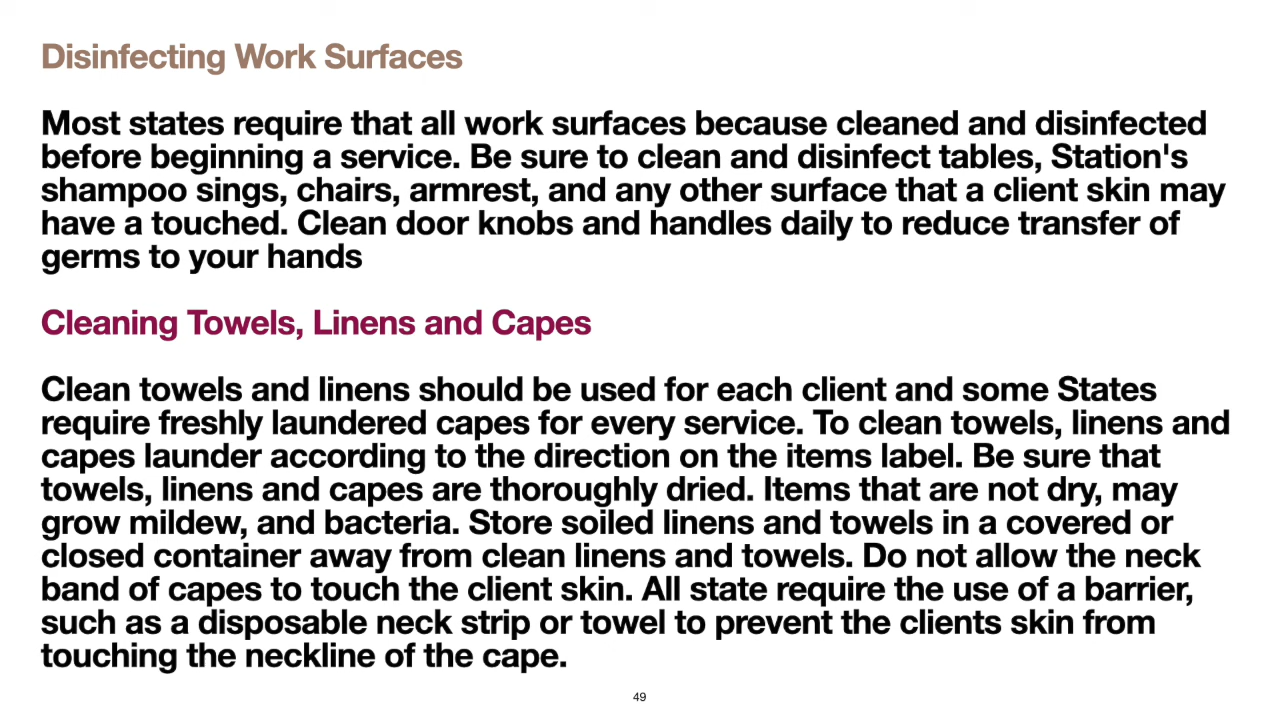 Disinfecting Work Surfaces
Most states require that all work surfaces because cleaned and disinfected
before beginning a service. Be sure to clean and disinfect tables, Station's
shampoo sings, chairs, armrest, and any other surface that a client skin may
have a touched. Clean door knobs and handles daily to reduce transfer of
germs to your hands
Cleaning Towels, Linens and Capes
Clean towels and linens should be used for each client and some States
require freshly laundered capes for every service. To clean towels, linens and
capes launder according to the direction on the items label. Be sure that
towels, linens and capes are thoroughly dried. Items that are not dry, may
grow mildew, and bacteria. Store soiled linens and towels in a covered or
closed container away from clean linens and towels. Do not allow the neck
band of capes to touch the client skin. All state require the use of a barrier,
such as a disposable neck strip or towel to prevent the clients skin from
touching the neckline of the cape.
49